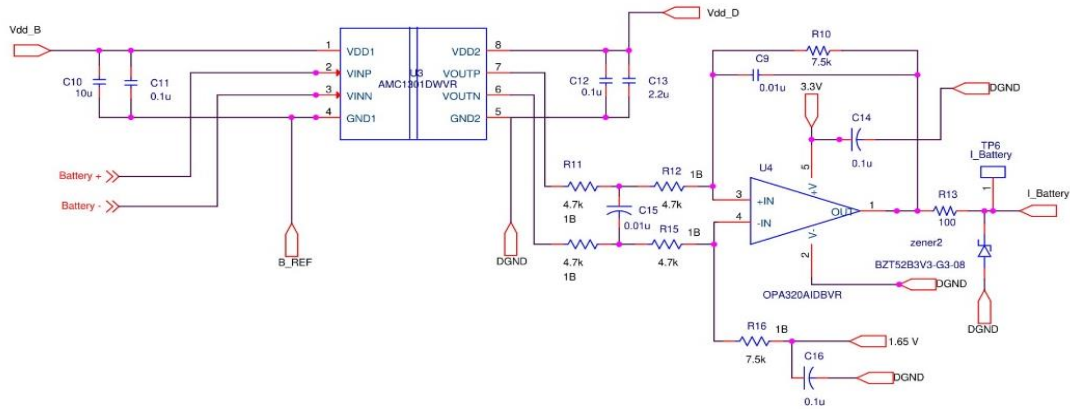 Vdd_B
Vdd_D
C10
10u
C11
0.1u
1
2
3
4
VDD1
VINP
VINN
GND1
U3
AMC1301DWVR
VDD2
VOUTP
VOUTN
GND2
8
7
6
5
C12
0.1u
C13
2.2u
R10
7.5k
C9
0.01u
3.3V
C14
0.1u
DGND
Battery +
Battery -
B_REF
DGND
R11
4.7k
1B
R12
4.7k
1B
C15
0.01u
4.7k
1B
R15
4.7k
1B
U4
3
4
+IN
-IN
5
+V
OUT
1
V-
2
OPA320AIDBVR
DGND
TP6
I_Battery
1
R13
100
I_Battery
zener2
BZT52B3V3-G3-08
DGND
R16
7.5k
1B
1.65 V
C16
0.1u
DGND